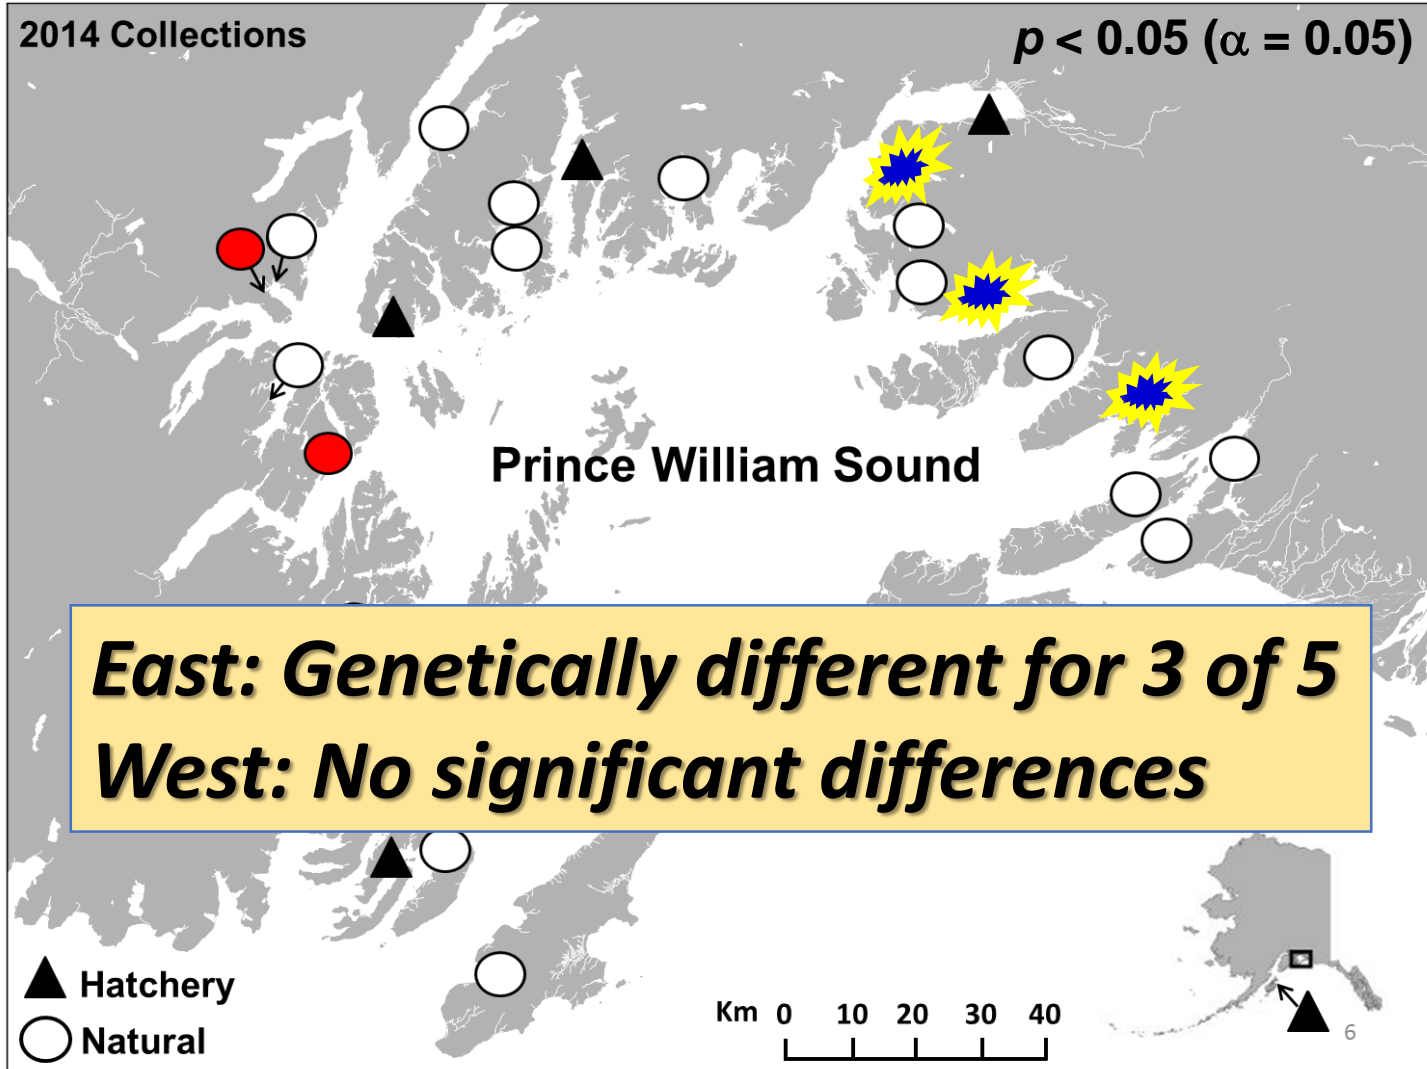 2014 Collections
p < 0.05 (α = 0.05)
Prince William Sound
East: Genetically different for 3 of 5
West: No significant differences
Hatchery
Natural
Km 0 10 20 30 40
6